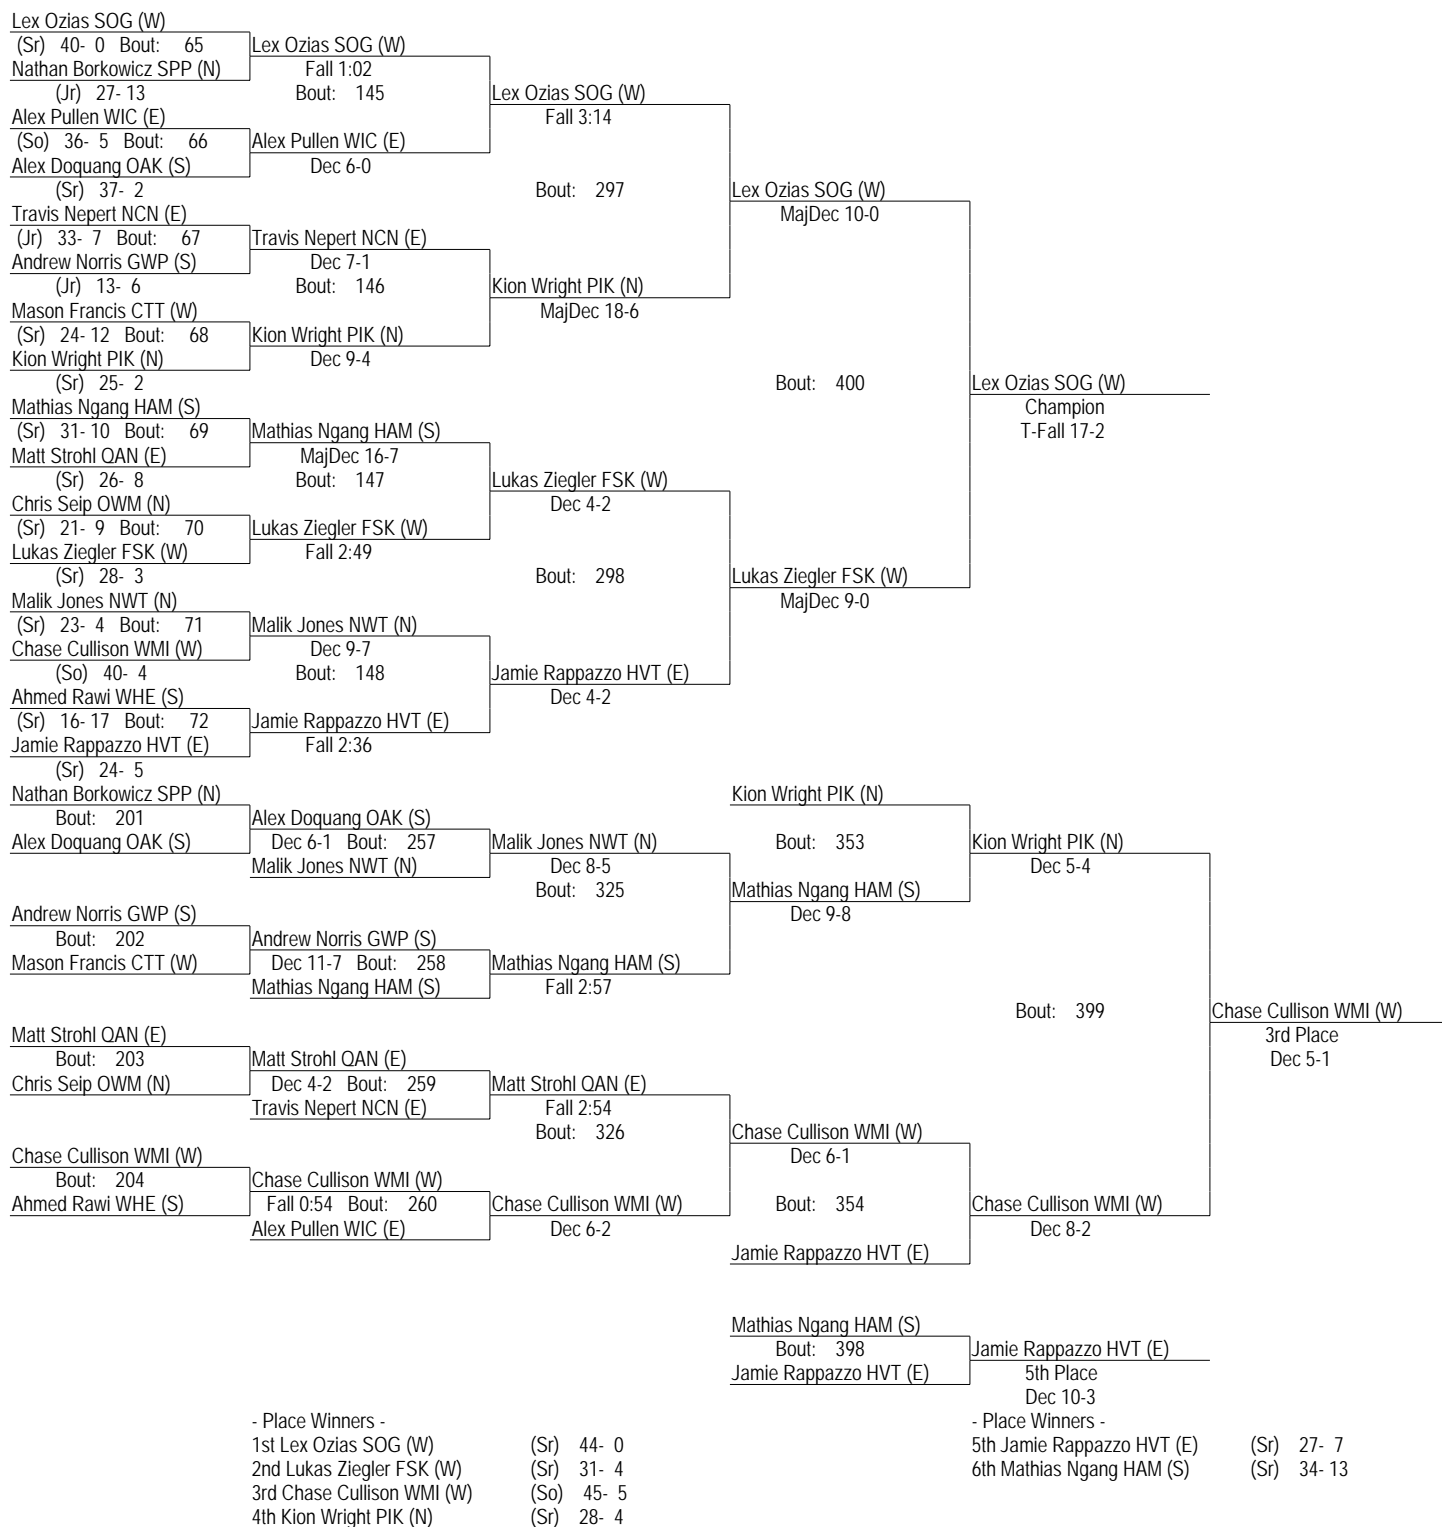 Lex Ozias SOG (W)
(Sr) 40- 0 Bout: 65 Lex Ozias SOG (W)
Nathan Borkowicz SPP (N) Fall 1:02
(Jr) 27- 13 Bout: 145 Lex Ozias SOG (W)
Alex Pullen WIC (E) Fall 3:14
(So) 36- 5 Bout: 66 Alex Pullen WIC (E)
Alex Doquang OAK (S) Dec 6-0
(Sr) 37- 2 Bout: 297 Lex Ozias SOG (W)
Travis Nepert NCN (E) MajDec 10-0
(Jr) 33- 7 Bout: 67 Travis Nepert NCN (E)
Andrew Norris GWP (S) Dec 7-1
(Jr) 13- 6 Bout: 146 Kion Wright PIK (N)
Mason Francis CTT (W) MajDec 18-6
(Sr) 24- 12 Bout: 68 Kion Wright PIK (N)
Kion Wright PIK (N) Dec 9-4
(Sr) 25- 2 Bout: 400 Lex Ozias SOG (W)
Mathias Ngang HAM (S) Champion
(Sr) 31- 10 Bout: 69 Mathias Ngang HAM (S) T-Fall 17-2
Matt Strohl QAN (E) MajDec 16-7
(Sr) 26- 8 Bout: 147 Lukas Ziegler FSK (W)
Chris Seip OWM (N) Dec 4-2
(Sr) 21- 9 Bout: 70 Lukas Ziegler FSK (W)
Lukas Ziegler FSK (W) Fall 2:49
(Sr) 28- 3 Bout: 298 Lukas Ziegler FSK (W)
Malik Jones NWT (N) MajDec 9-0
(Sr) 23- 4 Bout: 71 Malik Jones NWT (N)
Chase Cullison WMI (W) Dec 9-7
(So) 40- 4 Bout: 148 Jamie Rappazzo HVT (E)
Ahmed Rawi WHE (S) Dec 4-2
(Sr) 16- 17 Bout: 72 Jamie Rappazzo HVT (E)
Jamie Rappazzo HVT (E) Fall 2:36
(Sr) 24- 5
Nathan Borkowicz SPP (N) Kion Wright PIK (N)
Bout: 201 Alex Doquang OAK (S)
Alex Doquang OAK (S) Dec 6-1 Bout: 257 Malik Jones NWT (N) Bout: 353 Kion Wright PIK (N)
Malik Jones NWT (N) Dec 8-5 Dec 5-4
Bout: 325 Mathias Ngang HAM (S)
Andrew Norris GWP (S) Dec 9-8
Bout: 202 Andrew Norris GWP (S)
Mason Francis CTT (W) Dec 11-7 Bout: 258 Mathias Ngang HAM (S)
Mathias Ngang HAM (S) Fall 2:57
Bout: 399 Chase Cullison WMI (W)
Matt Strohl QAN (E) 3rd Place
Bout: 203 Matt Strohl QAN (E) Dec 5-1
Chris Seip OWM (N) Dec 4-2 Bout: 259 Matt Strohl QAN (E)
Travis Nepert NCN (E) Fall 2:54
Bout: 326 Chase Cullison WMI (W)
Chase Cullison WMI (W) Dec 6-1
Bout: 204 Chase Cullison WMI (W)
Ahmed Rawi WHE (S) Fall 0:54 Bout: 260 Chase Cullison WMI (W) Bout: 354 Chase Cullison WMI (W)
Alex Pullen WIC (E) Dec 6-2 Dec 8-2
Jamie Rappazzo HVT (E)
Mathias Ngang HAM (S)
Bout: 398 Jamie Rappazzo HVT (E)
Jamie Rappazzo HVT (E) 5th Place
Dec 10-3
- Place Winners - - Place Winners -
1st Lex Ozias SOG (W) (Sr) 44- 0 5th Jamie Rappazzo HVT (E) (Sr) 27- 7
2nd Lukas Ziegler FSK (W) (Sr) 31- 4 6th Mathias Ngang HAM (S) (Sr) 34- 13
3rd Chase Cullison WMI (W) (So) 45- 5
4th Kion Wright PIK (N) (Sr) 28- 4